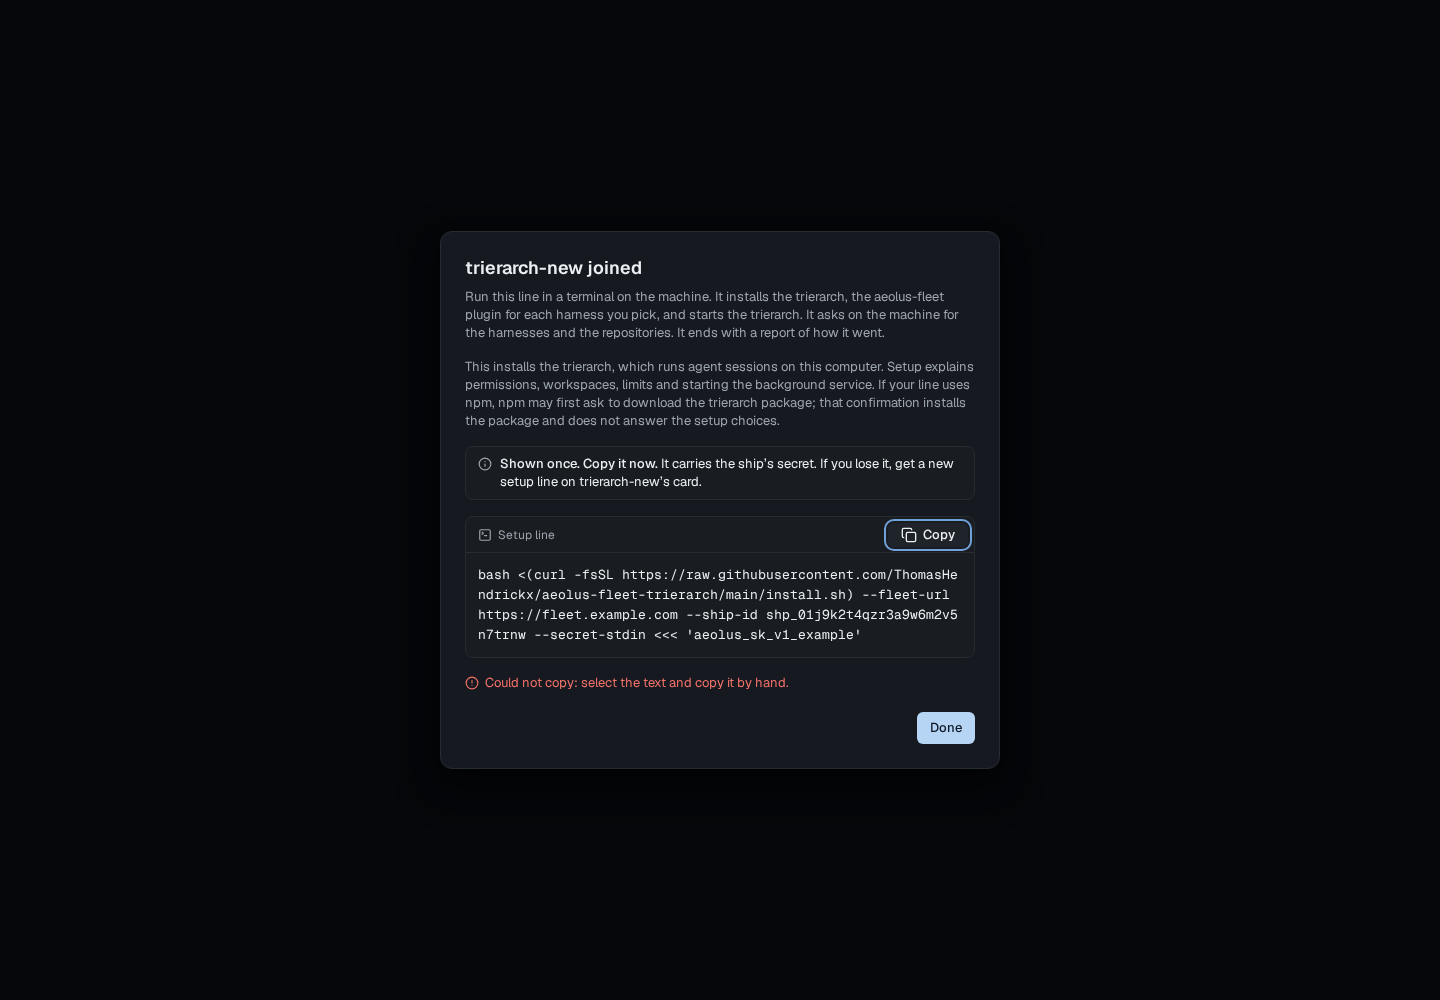 trierarch-new joined
Run this line in a terminal on the machine. It installs the trierarch, the aeolus-fleet
plugin for each harness you pick, and starts the trierarch. It asks on the machine for
the harnesses and the repositories. It ends with a report of how it went.
This installs the trierarch, which runs agent sessions on this computer. Setup explains
permissions, workspaces, limits and starting the background service. If your line uses
npm, npm may first ask to download the trierarch package; that confirmation installs
the package and does not answer the setup choices.
Shown once. Copy it now. It carries the ship's secret. If you lose it, get a new
setup line on trierarch-new's card.
Setup line
Copy
bash <(curl -fsSL https://raw.githubusercontent.com/ThomasHe
ndrickx/aeolus-fleet-trierarch/main/install.sh) --fleet-url
https://fleet.example.com --ship-id shp_01j9k2t4qzr3a9w6m2v5
n7trnw --secret-stdin <<< 'aeolus_sk_v1_example'
Could not copy: select the text and copy it by hand.
Done